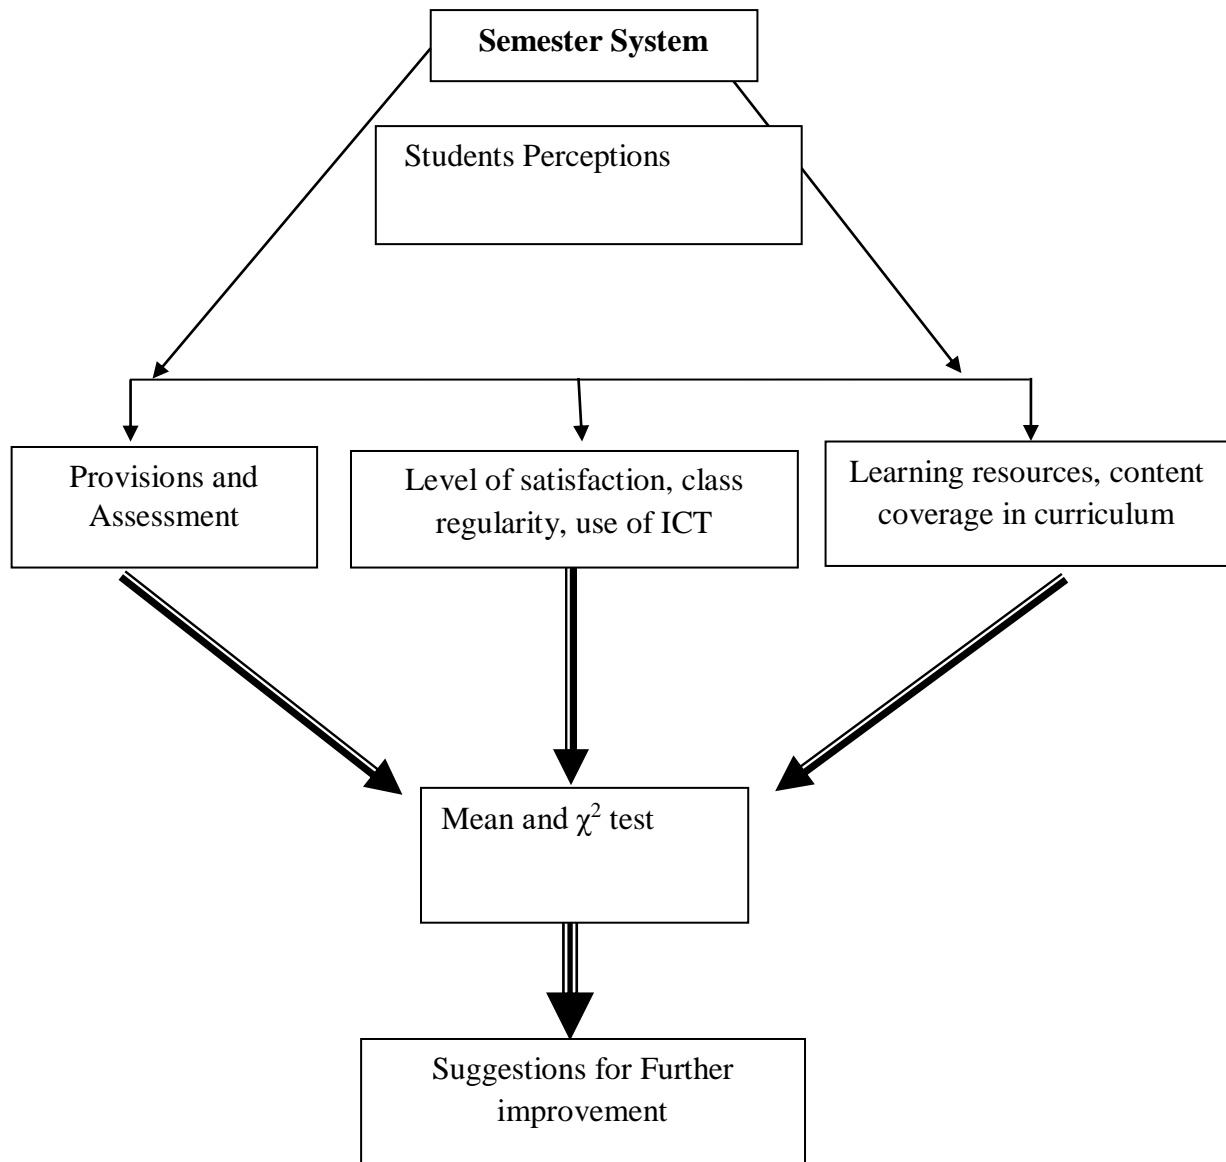 Semester System
Students Perceptions
Provisions and
Assessment
Level of satisfaction, class
regularity, use of ICT
Learning resources, content
coverage in curriculum
Mean and χ² test
Suggestions for Further
improvement